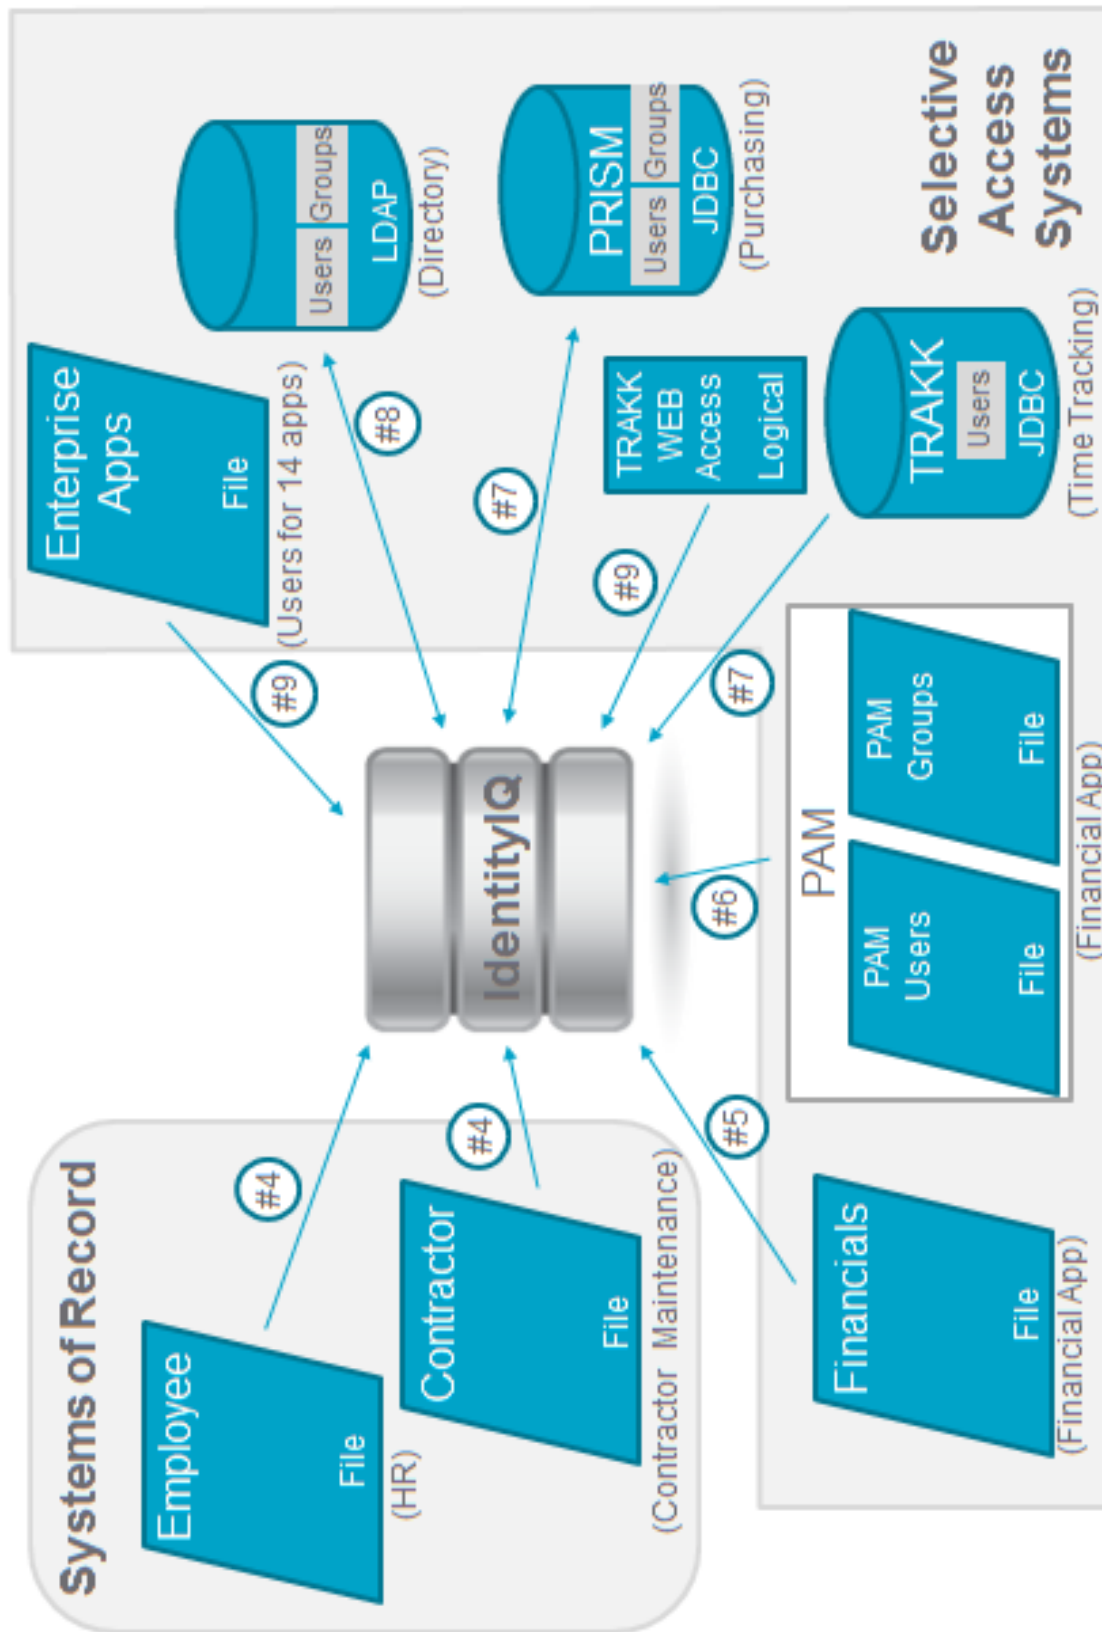 Systems of Record
Employee
File
(HR)
Contractor
File
(Contractor Maintenance)
#4
#4
IdentityIQ
Enterprise
Apps
File
(Users for 14 apps)
#9
Users
Groups
LDAP
(Directory)
#8
PRISM
Users
Groups
JDBC
(Purchasing)
#7
TRAKK
WEB
Access
Logical
#9
TRAKK
Users
JDBC
(Time Tracking)
#7
Financials
File
(Financial App)
#5
PAM
PAM
Users
File
PAM
Groups
File
(Financial App)
#6
Selective
Access
Systems